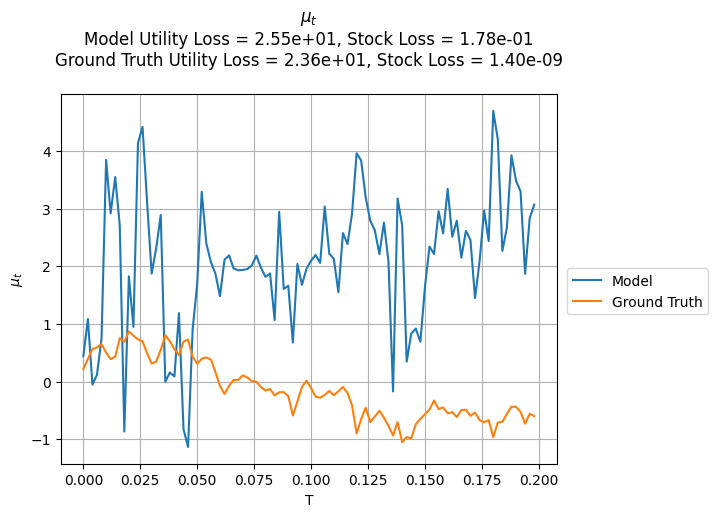 μ_t
Model Utility Loss = 2.55e+01, Stock Loss = 1.78e-01
Ground Truth Utility Loss = 2.36e+01, Stock Loss = 1.40e-09
4
3
2
1
0
−1
μ_t
0.000 0.025 0.050 0.075 0.100 0.125 0.150 0.175 0.200
T
Model
Ground Truth